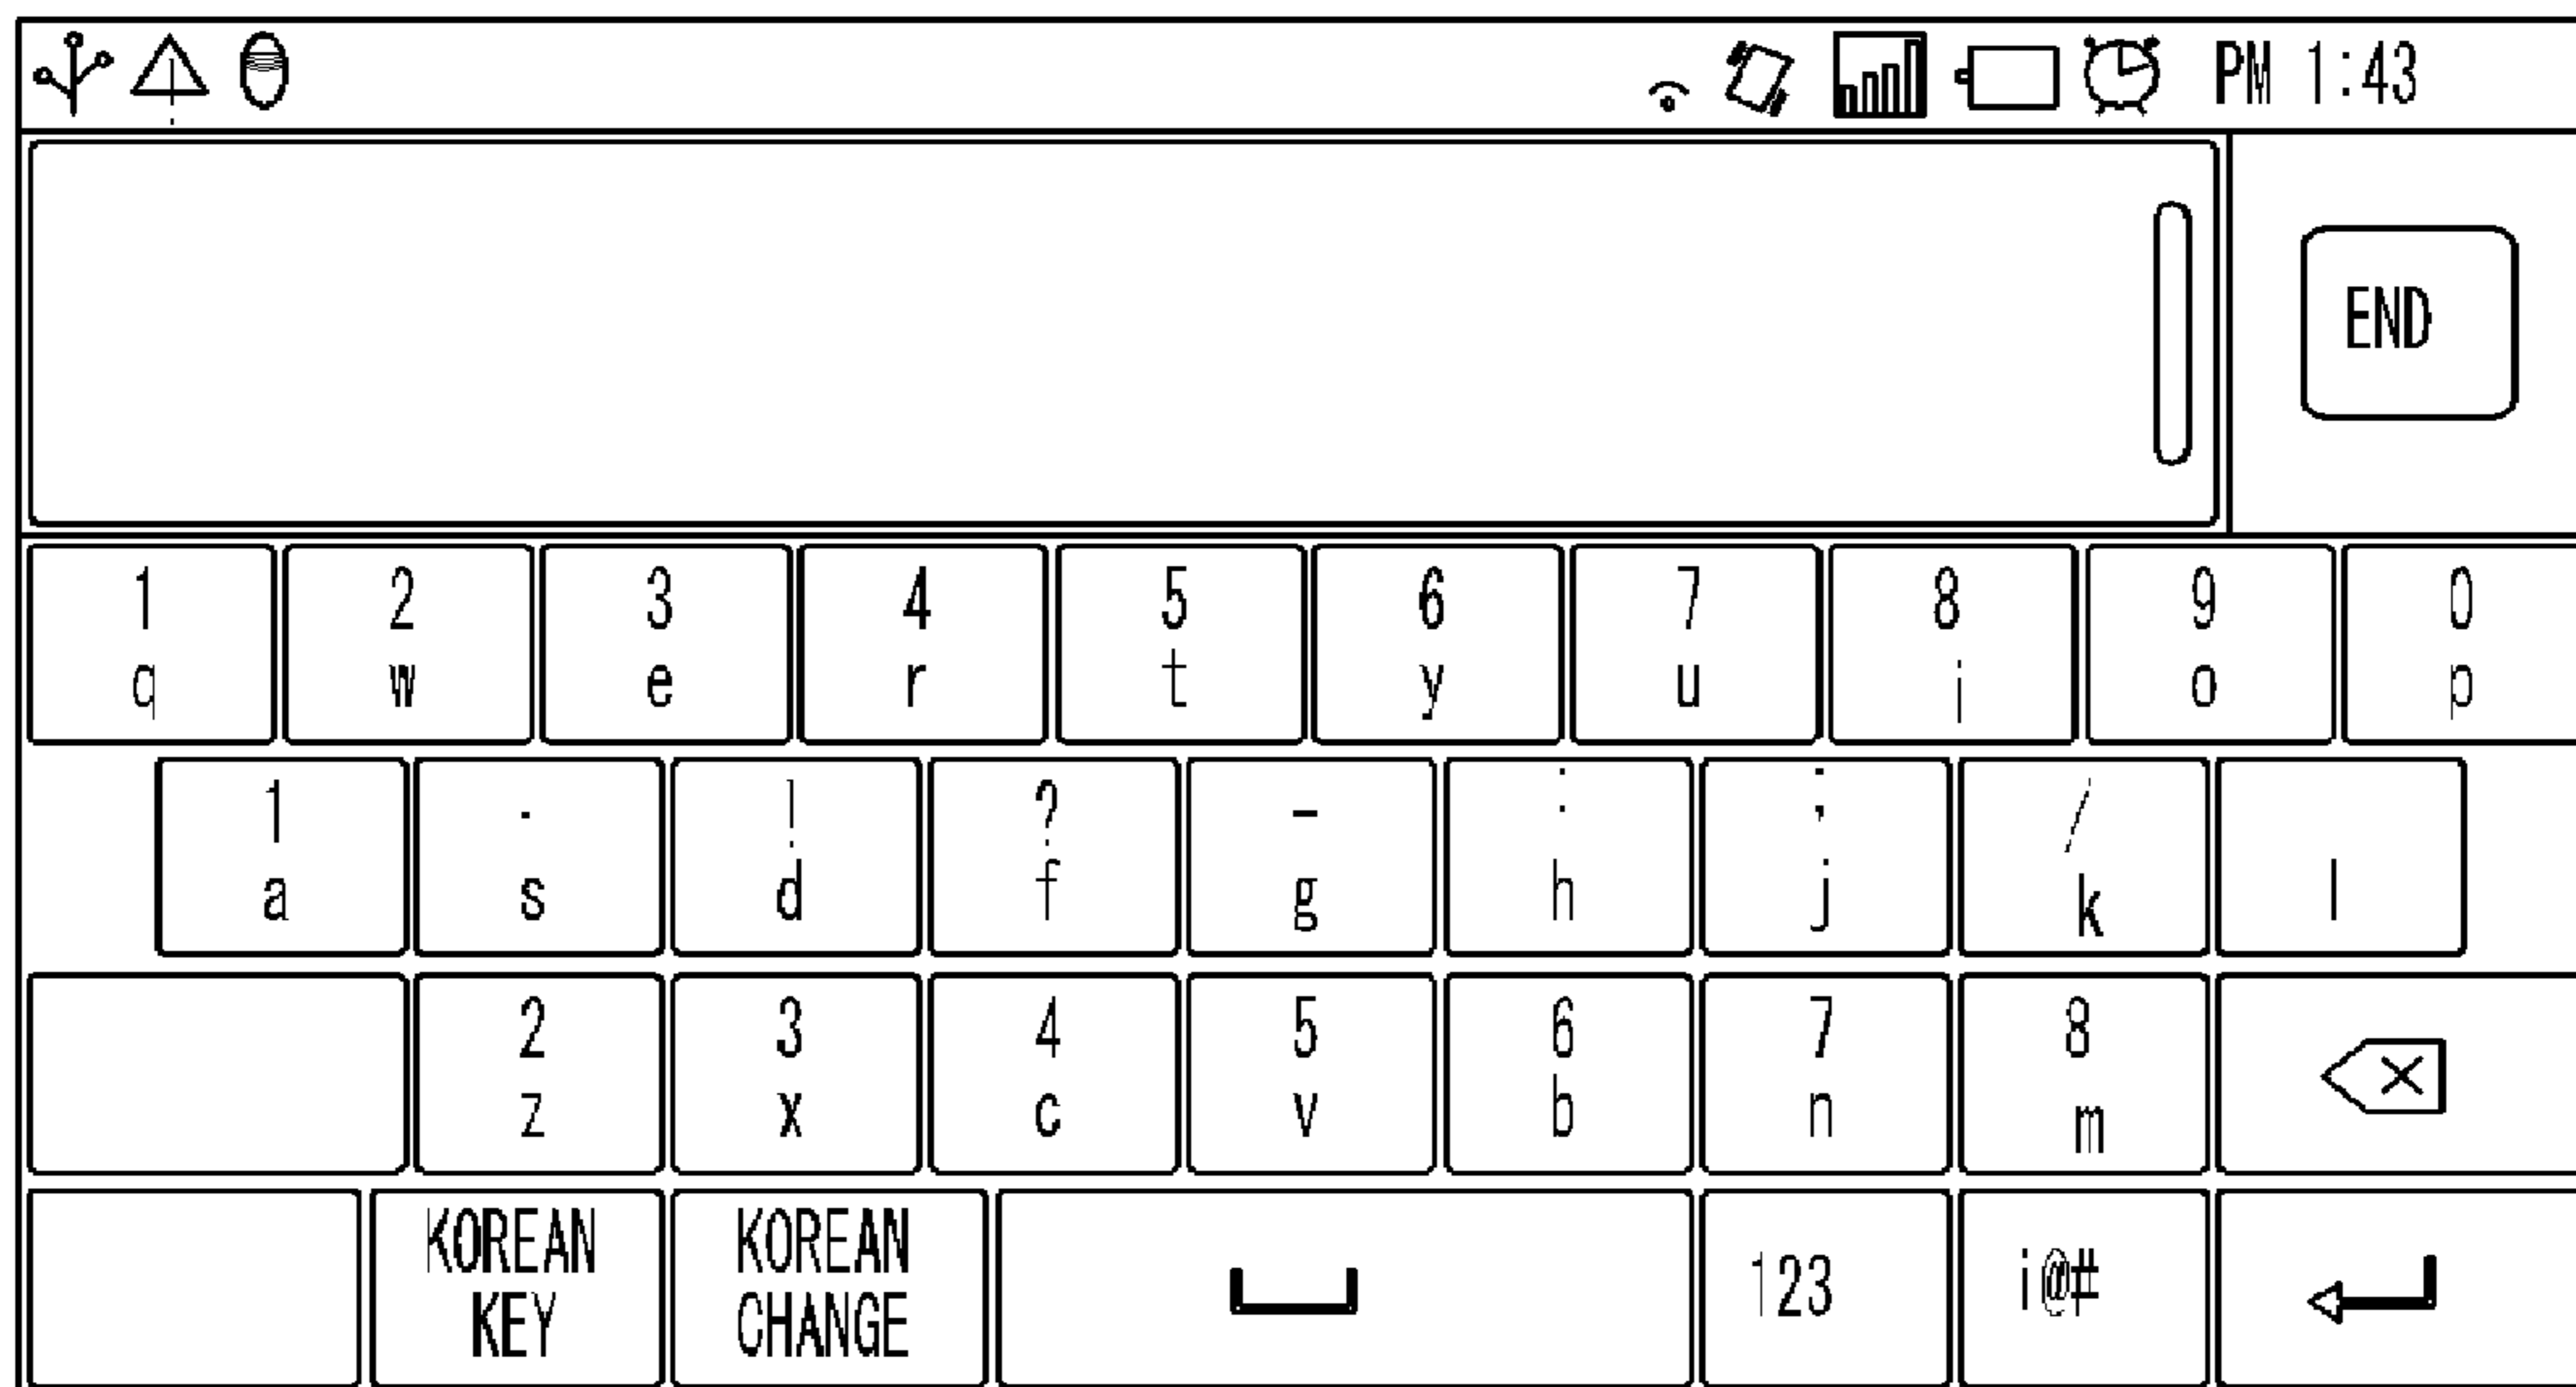 PM 1:43
END
1 2 3 4 5 6 7 8 9 0
q w e r t y u i o p
1 . ! ? - : ; /
a s d f g h j k l
2 3 4 5 6 7 8
z x c v b n m
KOREAN KEY
KOREAN CHANGE
123
i@#